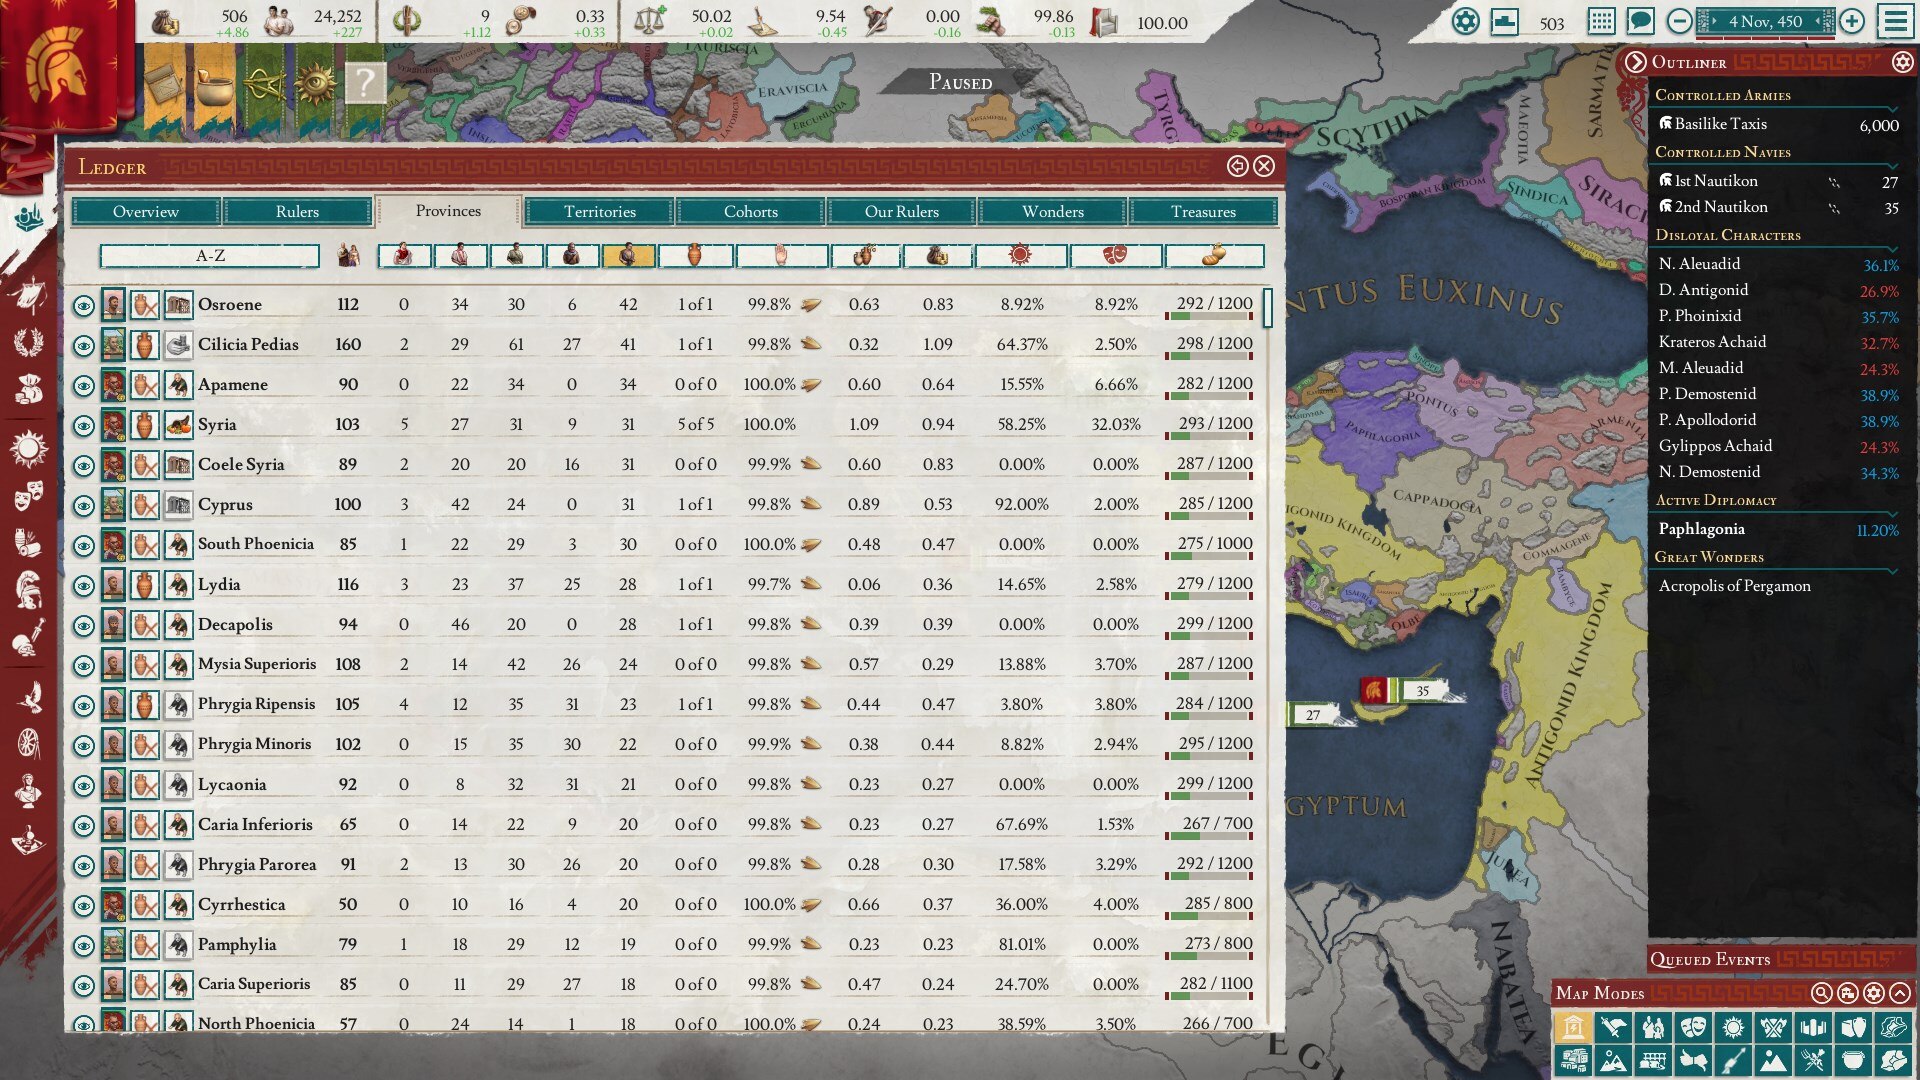 506 24,252 9 0.33 50.02 9.54 0.00 99.86 100.00
+4.86 +227 +1.12 +0.33 +0.02 -0.45 -0.16 -0.13
503 4 Nov, 450
PAUSED
LEDGER
Overview Rulers Provinces Territories Cohorts Our Rulers Wonders Treasures
A-Z
Osroene 112 0 34 30 6 42 1 of 1 99.8% 0.63 0.83 8.92% 8.92% 292 / 1200
Cilicia Pedias 160 2 29 61 27 41 1 of 1 99.8% 0.32 1.09 64.37% 2.50% 298 / 1200
Apamene 90 0 22 34 0 34 0 of 0 100.0% 0.60 0.64 15.55% 6.66% 282 / 1200
Syria 103 5 27 31 9 31 5 of 5 100.0% 1.09 0.94 58.25% 32.03% 293 / 1200
Coele Syria 89 2 20 20 16 31 0 of 0 99.9% 0.60 0.83 0.00% 0.00% 287 / 1200
Cyprus 100 3 42 24 0 31 1 of 1 99.8% 0.89 0.53 92.00% 2.00% 285 / 1200
South Phoenicia 85 1 22 29 3 30 0 of 0 100.0% 0.48 0.47 0.00% 0.00% 275 / 1000
Lydia 116 3 23 37 25 28 1 of 1 99.7% 0.06 0.36 14.65% 2.58% 279 / 1200
Decapolis 94 0 46 20 0 28 1 of 1 99.8% 0.39 0.39 0.00% 0.00% 299 / 1200
Mysia Superioris 108 2 14 42 26 24 0 of 0 99.8% 0.57 0.29 13.88% 3.70% 287 / 1200
Phrygia Ripensis 105 4 12 35 31 23 1 of 1 99.8% 0.44 0.47 3.80% 3.80% 284 / 1200
Phrygia Minoris 102 0 15 35 30 22 0 of 0 99.9% 0.38 0.44 8.82% 2.94% 295 / 1200
Lycaonia 92 0 8 32 31 21 0 of 0 99.8% 0.23 0.27 0.00% 0.00% 299 / 1200
Caria Inferioris 65 0 14 22 9 20 0 of 0 99.8% 0.23 0.27 67.69% 1.53% 267 / 700
Phrygia Parorea 91 2 13 30 26 20 0 of 0 99.8% 0.28 0.30 17.58% 3.29% 292 / 1200
Cyrrhestica 50 0 10 16 4 20 0 of 0 100.0% 0.66 0.37 36.00% 4.00% 285 / 800
Pamphylia 79 1 18 29 12 19 0 of 0 99.9% 0.23 0.23 81.01% 0.00% 273 / 800
Caria Superioris 85 0 11 29 27 18 0 of 0 99.8% 0.47 0.24 24.70% 0.00% 282 / 1100
North Phoenicia 57 0 24 14 1 18 0 of 0 100.0% 0.24 0.23 38.59% 3.50% 266 / 700
OUTLINER
CONTROLLED ARMIES
Basilike Taxis 6,000
CONTROLLED NAVIES
1st Nautikon 27
2nd Nautikon 35
DISLOYAL CHARACTERS
N. Aleuadid 36.1%
D. Antigonid 26.9%
P. Phoinixid 35.7%
Krateros Achaid 32.7%
M. Aleuadid 24.3%
P. Demostenid 38.9%
P. Apollodorid 38.9%
Gylippos Achaid 24.3%
N. Demostenid 34.3%
ACTIVE DIPLOMACY
Paphlagonia 11.20%
GREAT WONDERS
Acropolis of Pergamon
QUEUED EVENTS
MAP MODES
TAURISCIA
ERAVISCIA
ERCUNIATIA
LATOBICIA
SCYTHIA
MAEOTIA
SARMATI
BOSPORAN KINGDOM
SINDICA
SIRACI
NTUS EUXINUS
PONTUS
PAPHLAGONIA
ARMENIA
CAPPADOCIA
COMMAGENE
BAMBYCE
IGONID KINGDOM
ISAURIA
OLBE
ANTIGONID KINGDOM
35
27
GYPTUM
JUDEA
NABATEA